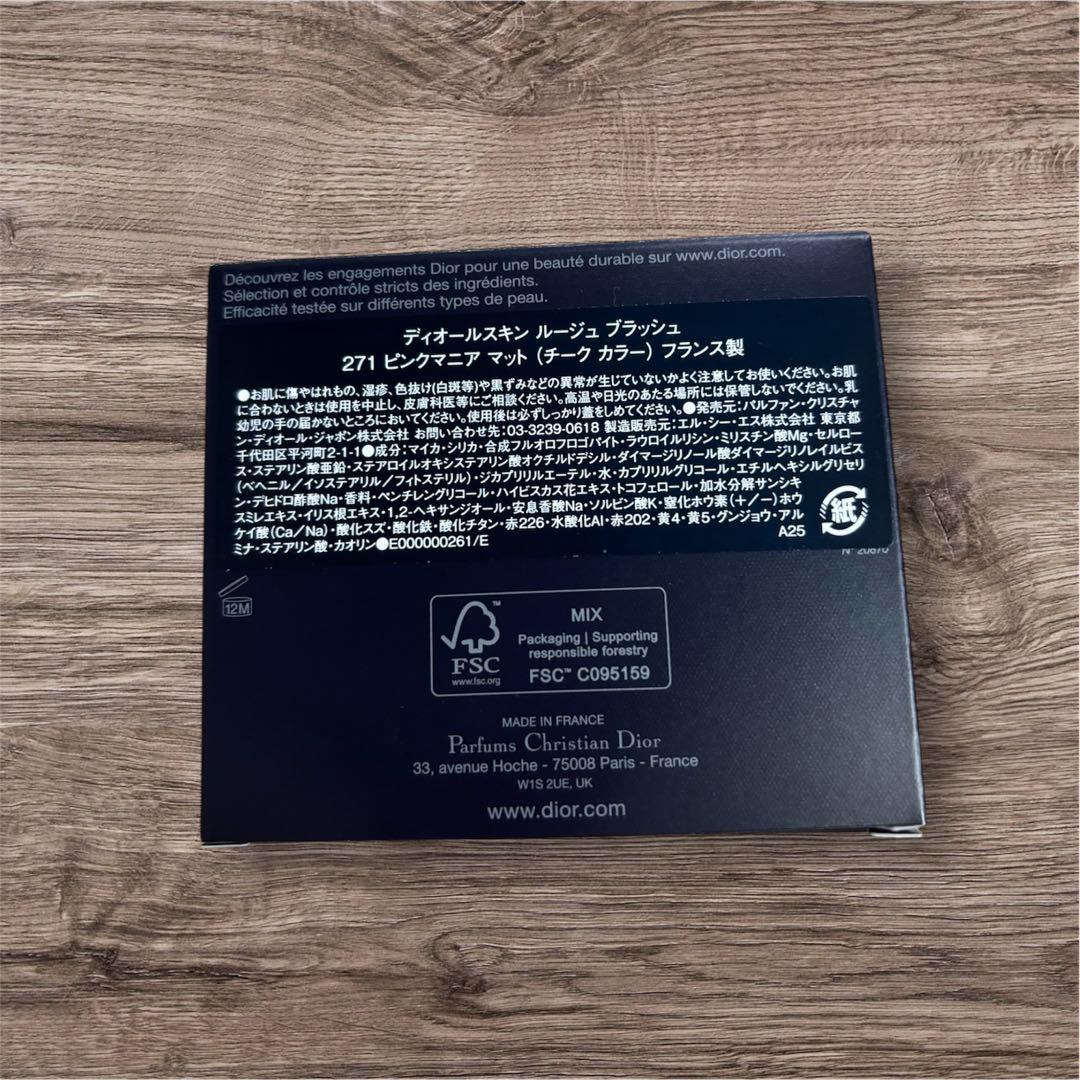 Découvrez les engagements Dior pour une beauté durable sur www.dior.com.
Sélection et contrôle stricts des ingrédients.
Efficacité testée sur différents types de peau.
ディオールスキン ルージュ ブラッシュ
271 ピンクマニア マット (チーク カラー) フランス製
●お肌に傷やはれもの、湿疹、色抜け(白斑等)や黒ずみなどの異常が生じていないかよく注意してお使いください。お肌
に合わないときは使用を中止し、皮膚科医等にご相談ください。高温や日光のあたる場所には保管しないでください。乳
幼児の手の届かないところにおいてください。使用後は必ずしっかり蓋をしめてください。●発売元:パルファン・クリスチャ
ン・ディオール・ジャポン株式会社 お問い合わせ先:03-3239-0618 製造販売元:エル・シー・エス株式会社 東京都
千代田区平河町2-1-1●成分:マイカ・シリカ・合成フルオロフロゴパイト・ラウロイルリシン・ミリスチン酸Mg・セルロー
ス・ステアリン酸亜鉛・ステアロイルオキシステアリン酸オクチルドデシル・ダイマージリノール酸ダイマージリノレイルビス
(ベヘニル/イソステアリル/フィトステリル)・ジカプリリルエーテル・水・カプリリルグリコール・エチルヘキシルグリセリ
ン・デヒドロ酢酸Na・香料・ペンチレングリコール・ハイビスカス花エキス・トコフェロール・加水分解サンシキ
スミレエキス・イリス根エキス・1,2-ヘキサンジオール・安息香酸Na・ソルビン酸K・窒化ホウ素(+/-)ホウ
ケイ酸(Ca/Na)・酸化スズ・酸化鉄・酸化チタン・赤226・水酸化Al・赤202・黄4・黄5・グンジョウ・アル
ミナ・ステアリン酸・カオリン●E000000261/E
A25
紙
N° 20870
12M
FSC™
www.fsc.org
MIX
Packaging | Supporting
responsible forestry
FSC™ C095159
MADE IN FRANCE
Parfums Christian Dior
33, avenue Hoche - 75008 Paris - France
W1S 2UE, UK
www.dior.com